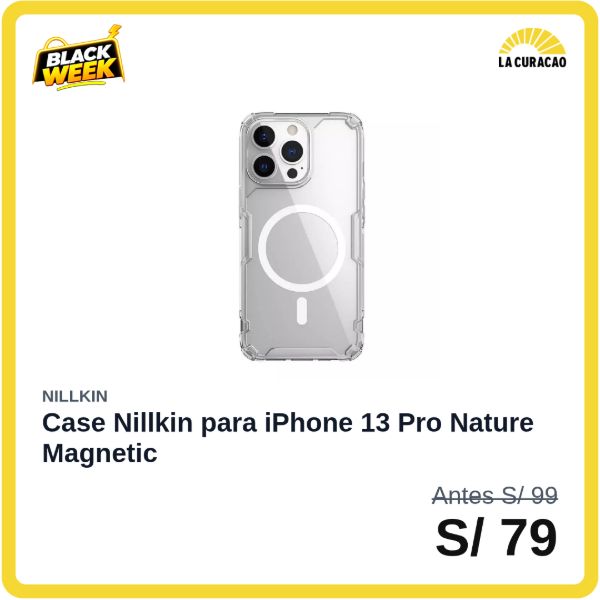 BLACK
WEEK
LA CURACAO
NILLKIN
Case Nillkin para iPhone 13 Pro Nature
Magnetic
Antes S/ 99
S/ 79